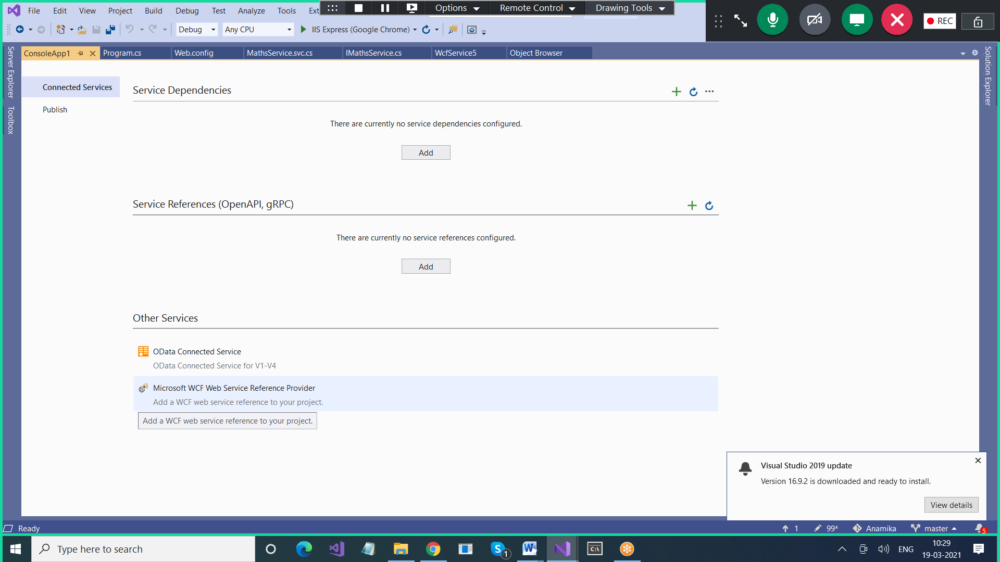 File Edit View Project Build Debug Test Analyze Tools Ext
Options Remote Control Drawing Tools
REC
Debug Any CPU IIS Express (Google Chrome)
Server Explorer
Toolbox
Solution Explorer
ConsoleApp1 Program.cs Web.config MathsService.svc.cs IMathsService.cs WcfService5 Object Browser
Connected Services
Publish
Service Dependencies
There are currently no service dependencies configured.
Add
Service References (OpenAPI, gRPC)
There are currently no service references configured.
Add
Other Services
OData Connected Service
OData Connected Service for V1-V4
Microsoft WCF Web Service Reference Provider
Add a WCF web service reference to your project.
Add a WCF web service reference to your project.
Visual Studio 2019 update
Version 16.9.2 is downloaded and ready to install.
View details
Ready 1 99* Anamika master 5
Type here to search
1
C:\
ENG
10:29
19-03-2021